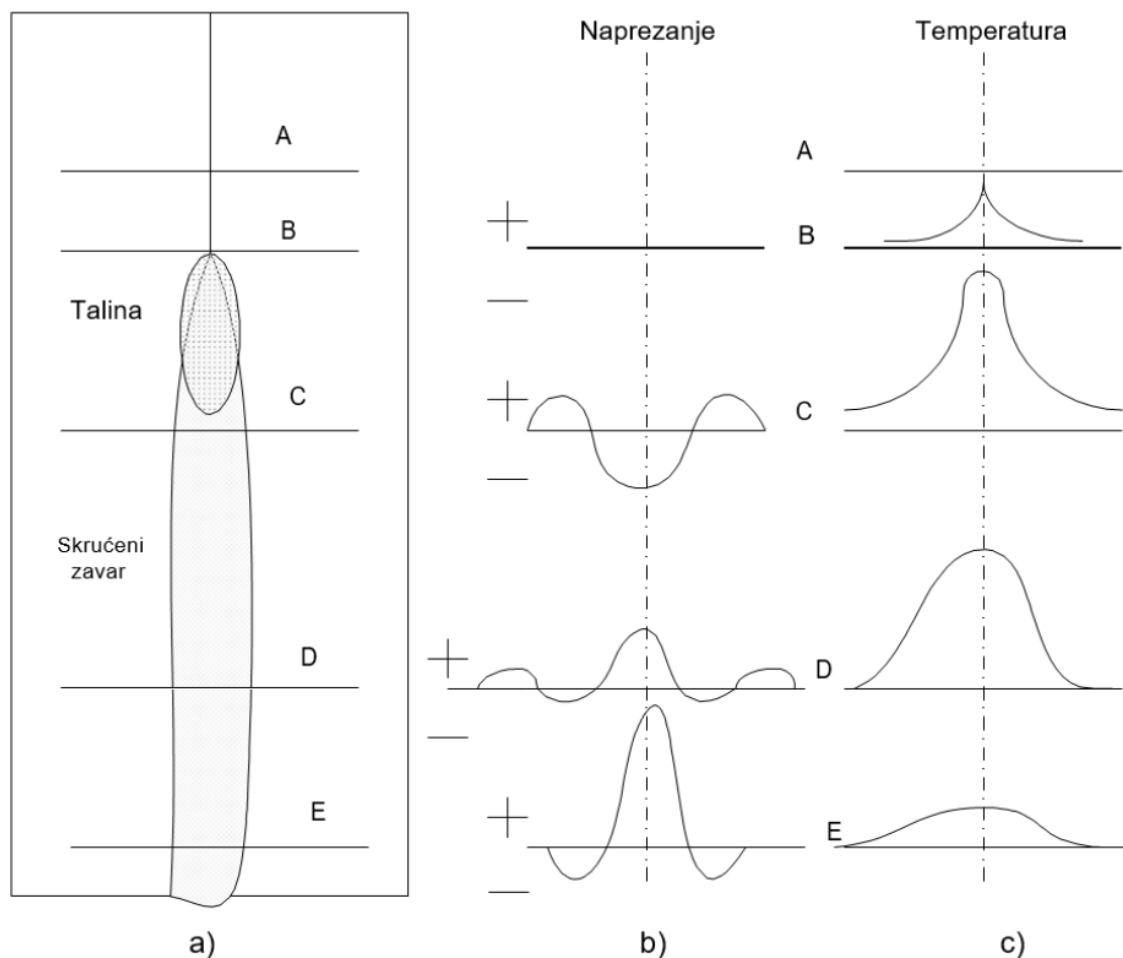 Naprezanje
Temperatura
A
B
Talina
C
Skrućeni
zavar
D
E
+
−
+
−
+
−
+
−
A
B
C
D
E
a)
b)
c)